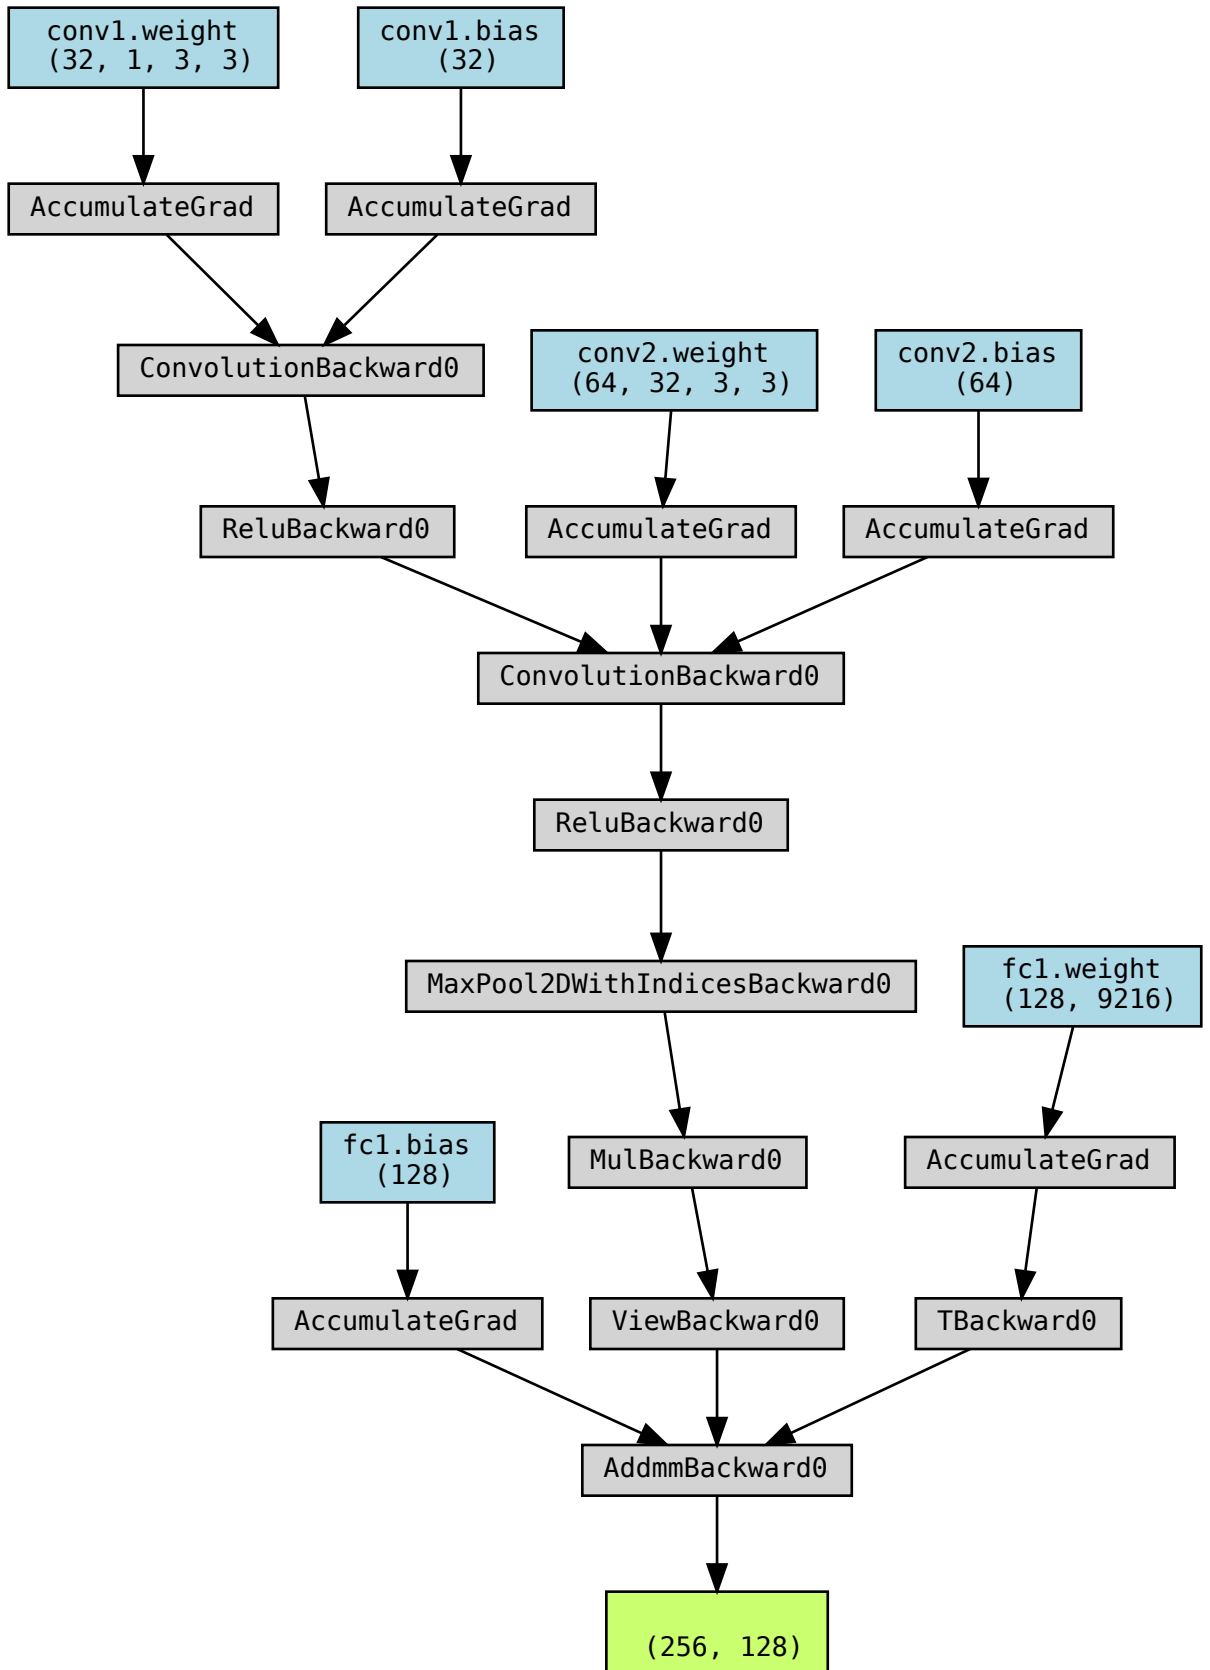 conv1.weight
(32, 1, 3, 3)
conv1.bias
(32)
AccumulateGrad
AccumulateGrad
ConvolutionBackward0
conv2.weight
(64, 32, 3, 3)
conv2.bias
(64)
ReluBackward0
AccumulateGrad
AccumulateGrad
ConvolutionBackward0
ReluBackward0
MaxPool2DWithIndicesBackward0
fc1.weight
(128, 9216)
fc1.bias
(128)
MulBackward0
AccumulateGrad
AccumulateGrad
ViewBackward0
TBackward0
AddmmBackward0
(256, 128)